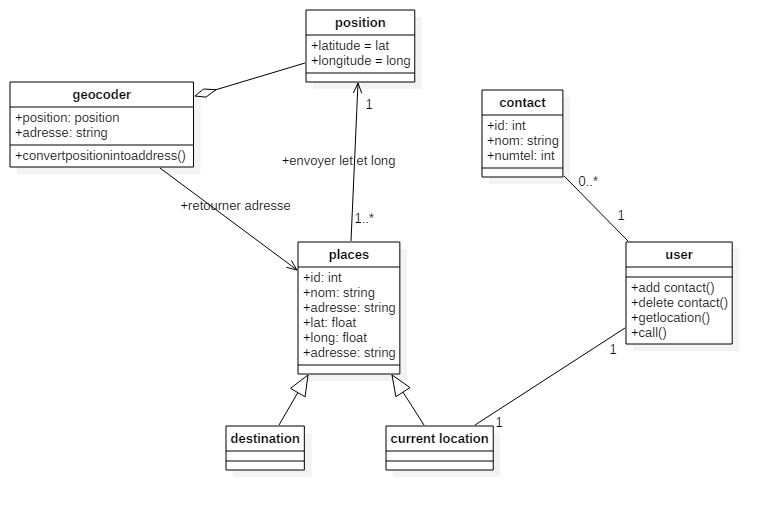 position
+latitude = lat
+longitude = long
geocoder
+position: position
+adresse: string
+convertpositionintoaddress()
contact
+id: int
+nom: string
+numtel: int
1
+envoyer let et long
0..*
+retourner adresse
1..*
1
places
+id: int
+nom: string
+adresse: string
+lat: float
+long: float
+adresse: string
user
+add contact()
+delete contact()
+getlocation()
+call()
1
1
destination
current location